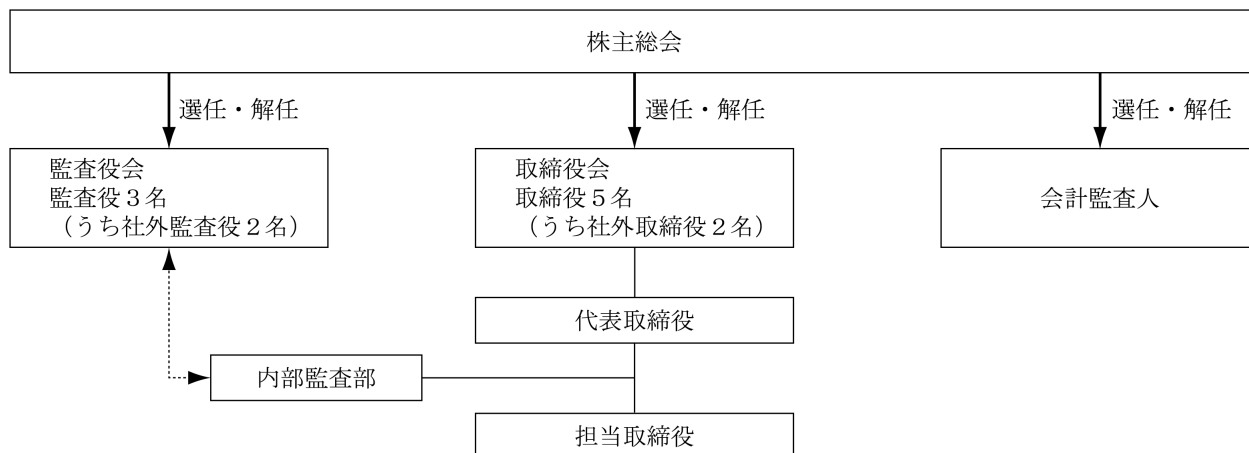 株主総会
選任・解任
選任・解任
選任・解任
監査役会
監査役3名
(うち社外監査役2名)
取締役会
取締役5名
(うち社外取締役2名)
会計監査人
代表取締役
内部監査部
担当取締役